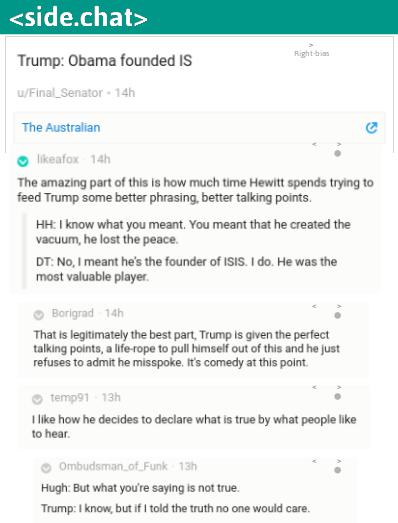 <side.chat>
>
Right-bias
Trump: Obama founded IS
u/Final_Senator • 14h
The Australian
< >
likeafox · 14h
The amazing part of this is how much time Hewitt spends trying to
feed Trump some better phrasing, better talking points.
HH: I know what you meant. You meant that he created the
vacuum, he lost the peace.
DT: No, I meant he's the founder of ISIS. I do. He was the
most valuable player.
< >
Borigrad · 14h
That is legitimately the best part, Trump is given the perfect
talking points, a life-rope to pull himself out of this and he just
refuses to admit he misspoke. It's comedy at this point.
< >
temp91 · 13h
I like how he decides to declare what is true by what people like
to hear.
< >
Ombudsman_of_Funk · 13h
Hugh: But what you're saying is not true.
Trump: I know, but if I told the truth no one would care.